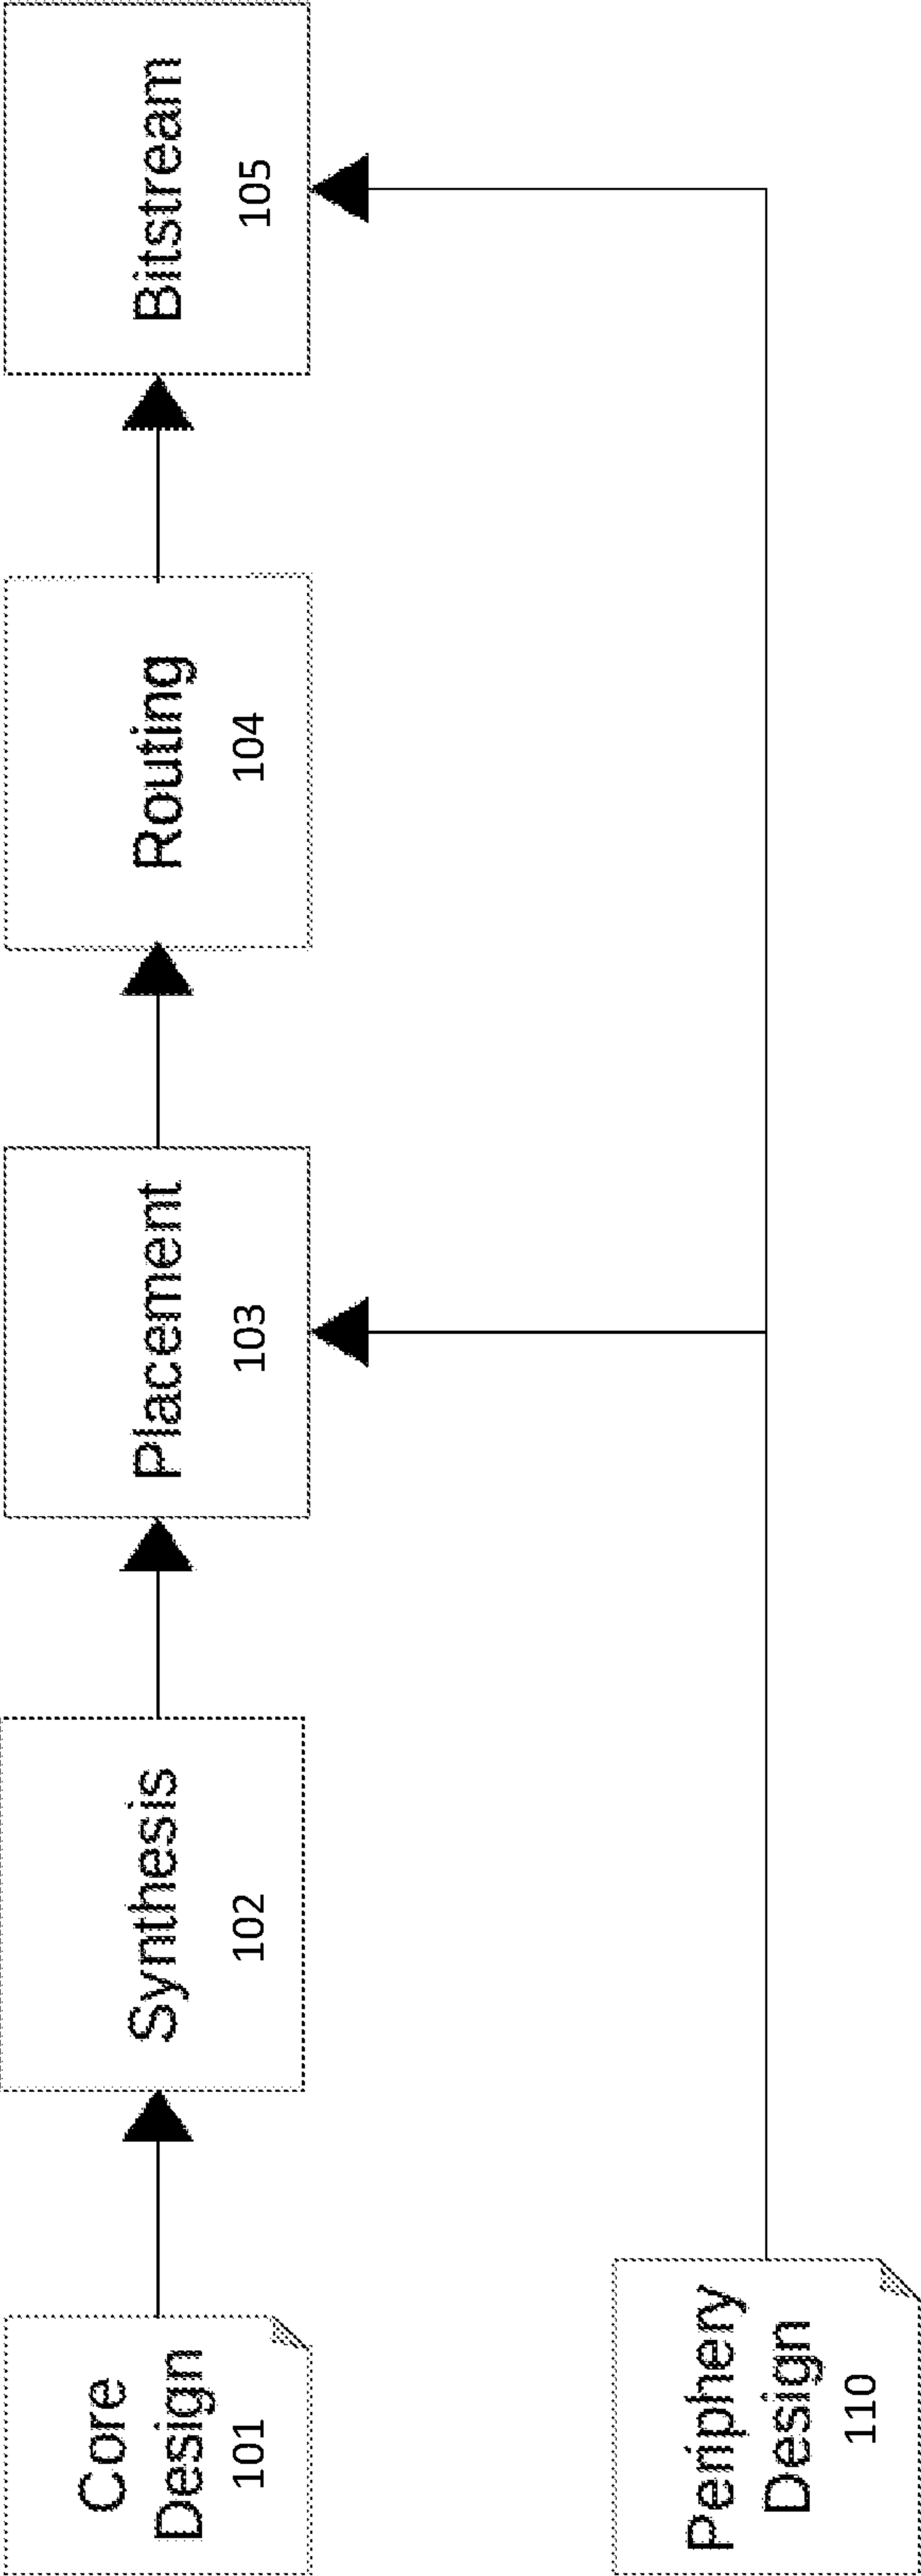 Core
Design
101
Synthesis
102
Placement
103
Routing
104
Bitstream
105
Periphery
Design
110